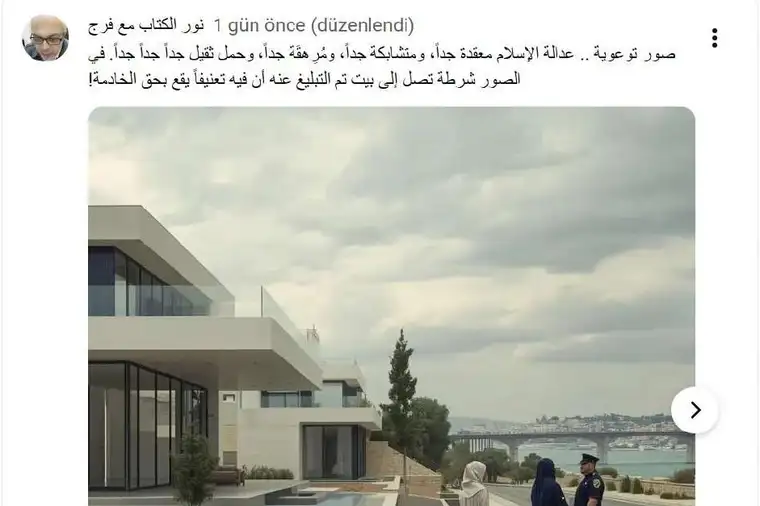 نور الكتاب مع فرج 1 gün önce (düzenlendi)
صور توعوية .. عدالة الإسلام معقدة جداً، ومتشابكة جداً، ومُرِهقَة جداً، وحمل ثقيل جداً جداً جداً. في
الصور شرطة تصل إلى بيت تم التبليغ عنه أن فيه تعنيفاً يقع بحق الخادمة!